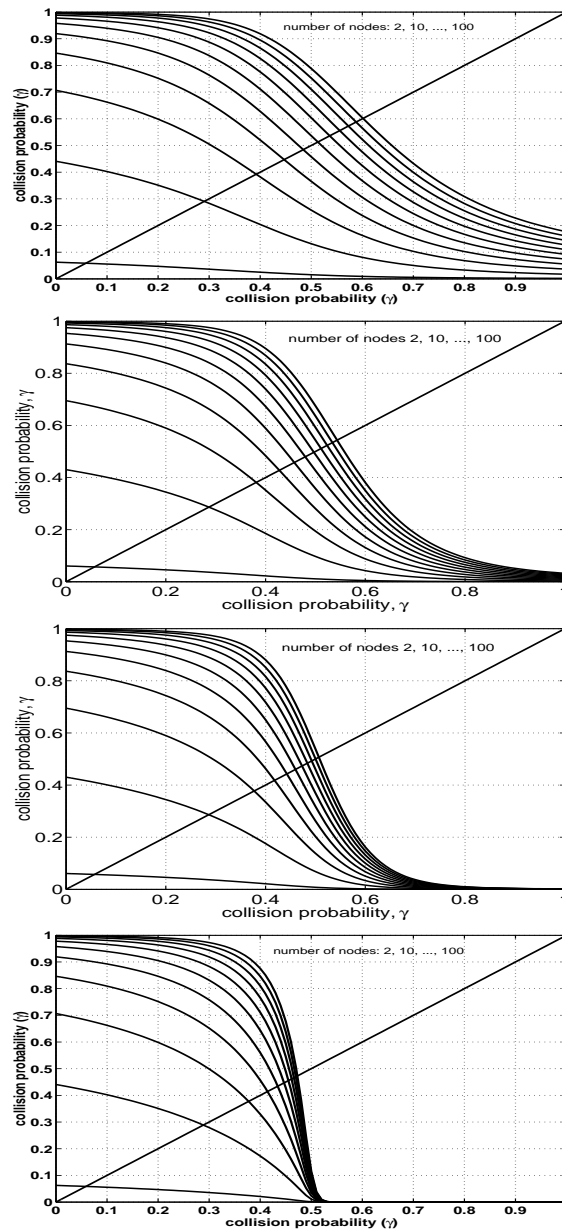 number of nodes: 2, 10, ..., 100
collision probability (γ)
1
0.9
0.8
0.7
0.6
0.5
0.4
0.3
0.2
0.1
0
0 0.1 0.2 0.3 0.4 0.5 0.6 0.7 0.8 0.9
collision probability (γ)
number of nodes 2, 10, ..., 100
collision probability, γ
1
0.8
0.6
0.4
0.2
0
0 0.2 0.4 0.6 0.8 1
collision probability, γ
number of nodes 2, 10, ..., 100
collision probability, γ
1
0.8
0.6
0.4
0.2
0
0 0.2 0.4 0.6 0.8 1
collision probability, γ
number of nodes: 2, 10, ..., 100
collision probability (γ)
1
0.9
0.8
0.7
0.6
0.5
0.4
0.3
0.2
0.1
0
0 0.1 0.2 0.3 0.4 0.5 0.6 0.7 0.8 0.9
collision probability (γ)